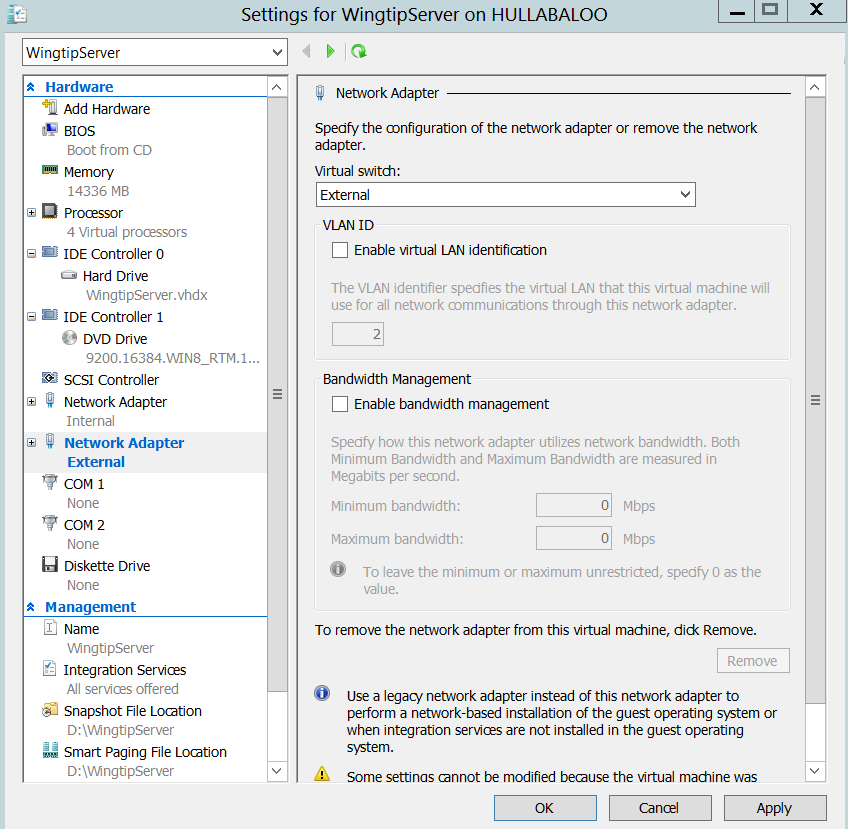 Settings for WingtipServer on HULLABALOO
WingtipServer
Hardware
Add Hardware
BIOS
Boot from CD
Memory
14336 MB
Processor
4 Virtual processors
IDE Controller 0
Hard Drive
WingtipServer.vhdx
IDE Controller 1
DVD Drive
9200.16384.WIN8_RTM.1...
SCSI Controller
Network Adapter
Internal
Network Adapter
External
COM 1
None
COM 2
None
Diskette Drive
None
Management
Name
WingtipServer
Integration Services
All services offered
Snapshot File Location
D:\WingtipServer
Smart Paging File Location
D:\WingtipServer
Network Adapter
Specify the configuration of the network adapter or remove the network
adapter.
Virtual switch:
External
VLAN ID
Enable virtual LAN identification
The VLAN identifier specifies the virtual LAN that this virtual machine will
use for all network communications through this network adapter.
2
Bandwidth Management
Enable bandwidth management
Specify how this network adapter utilizes network bandwidth. Both
Minimum Bandwidth and Maximum Bandwidth are measured in
Megabits per second.
Minimum bandwidth: 0 Mbps
Maximum bandwidth: 0 Mbps
To leave the minimum or maximum unrestricted, specify 0 as the
value.
To remove the network adapter from this virtual machine, click Remove.
Remove
Use a legacy network adapter instead of this network adapter to
perform a network-based installation of the guest operating system or
when integration services are not installed in the guest operating
system.
Some settings cannot be modified because the virtual machine was
OK Cancel Apply